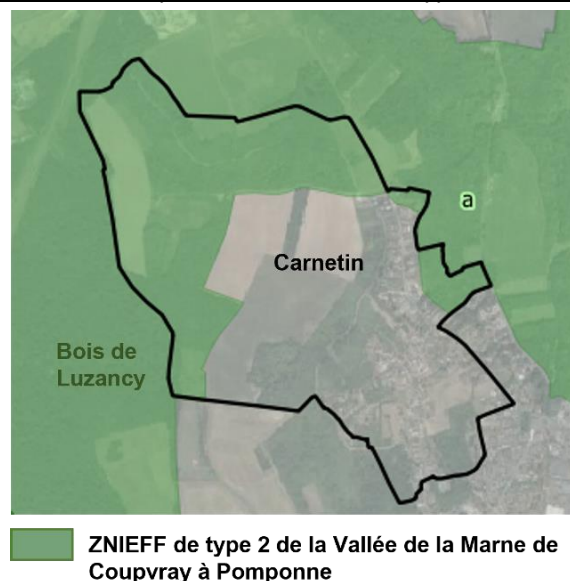 a
Carnetin
Bois de
Luzancy
ZNIEFF de type 2 de la Vallée de la Marne de
Coupvray à Pomponne